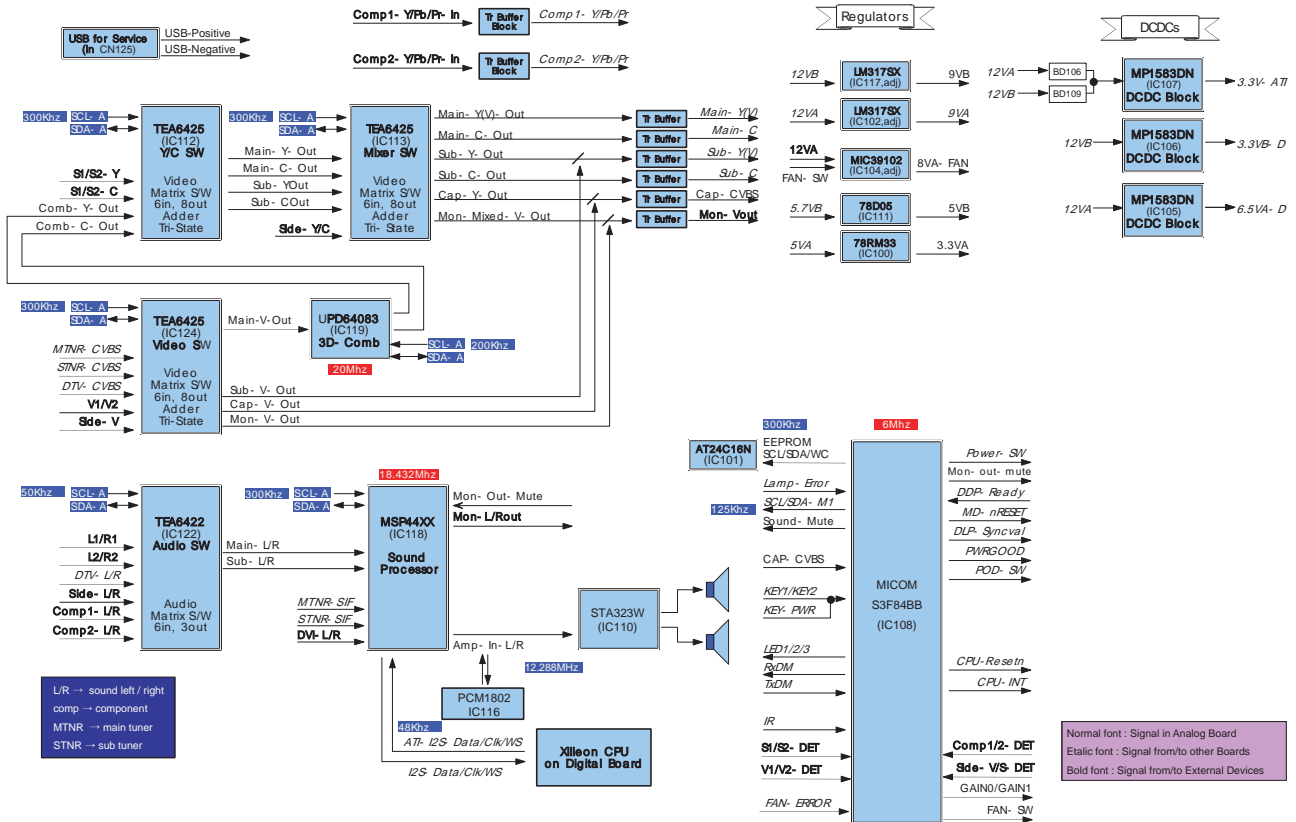 Comp1- Y/Pb/Pr- In
Tr Buffer
Block
Comp1- Y/Pb/Pr
Comp2- Y/Pb/Pr- In
Tr Buffer
Block
Comp2- Y/Pb/Pr
USB for Service
(in CN125)
USB-Positive
USB-Negative
Regulators
DCDCs
12VB
LM317SX
(IC117,adj)
9VB
12VA
LM317SX
(IC102,adj)
9VA
12VA
FAN- SW
MIC39102
(IC104,adj)
8VA- FAN
5.7VB
78D05
(IC111)
5VB
5VA
78RM33
(IC100)
3.3VA
12VA
BD106
12VB
BD109
MP1583DN
(IC107)
DCDC Block
3.3V- ATI
12VB
MP1583DN
(IC106)
DCDC Block
3.3VB- D
12VA
MP1583DN
(IC105)
DCDC Block
6.5VA- D
300Khz
SCL- A
SDA- A
S1/S2- Y
S1/S2- C
Comb- Y- Out
Comb- C- Out
TEA6425
(IC112)
Y/C SW
Video
Matrix S/W
6in, 8out
Adder
Tri-State
300Khz
SCL- A
SDA- A
Main- Y- Out
Main- C- Out
Sub- YOut
Sub- COut
Side- Y/C
TEA6425
(IC113)
Mixer SW
Video
Matrix S/W
6in, 8out
Adder
Tri- State
Main- Y(V)- Out
Main- C- Out
Sub- Y- Out
Sub- C- Out
Cap- Y- Out
Mon- Mixed- V- Out
Tr Buffer
Main- Y(V)
Tr Buffer
Main- C
Tr Buffer
Sub- Y(V)
Tr Buffer
Sub- C
Tr Buffer
Cap- CVBS
Tr Buffer
Mon- Vout
300Khz
SCL- A
SDA- A
MTNR- CVBS
STNR- CVBS
DTV- CVBS
V1/V2
Side- V
TEA6425
(IC124)
Video SW
Video
Matrix S/W
6in, 8out
Adder
Tri-State
Main-V-Out
UPD64083
(IC119)
3D- Comb
20Mhz
SCL- A
SDA- A
200Khz
Sub- V- Out
Cap- V- Out
Mon- V- Out
50Khz
SCL- A
SDA- A
L1/R1
L2/R2
DTV- L/R
Side- L/R
Comp1- L/R
Comp2- L/R
TEA6422
(IC122)
Audio SW
Audio
Matrix S/W
6in, 3out
Main- L/R
Sub- L/R
18.432Mhz
300Khz
SCL- A
SDA- A
MTNR- SIF
STNR- SIF
DVI- L/R
MSP44XX
(IC118)
Sound
Processor
Mon- Out- Mute
Mon- L/Rout
Amp- In- L/R
12.288MHz
PCM1802
IC116
48Khz
ATI- I2S- Data/Clk/WS
I2S- Data/Clk/WS
Xilleon CPU
on Digital Board
STA323W
(IC110)
AT24C16N
(IC101)
300Khz
EEPROM
SCL/SDA/WC
Lamp- Error
SCL/SDA- M1
125Khz
Sound- Mute
CAP- CVBS
KEY1/KEY2
KEY- PWR
LED1/2/3
RxDM
TxDM
IR
S1/S2- DET
V1/V2- DET
FAN- ERROR
6Mhz
MICOM
S3F84BB
(IC108)
Power- SW
Mon- out- mute
DDP- Ready
MD- nRESET
DLP- Syncval
PWRGOOD
POD- SW
CPU-Resetn
CPU- INT
Comp1/2- DET
Side- V/S- DET
GAIN0/GAIN1
FAN- SW
L/R → sound left / right
comp → component
MTNR → main tuner
STNR → sub tuner
Normal font : Signal in Analog Board
Etalic font : Signal from/to other Boards
Bold font : Signal from/to External Devices